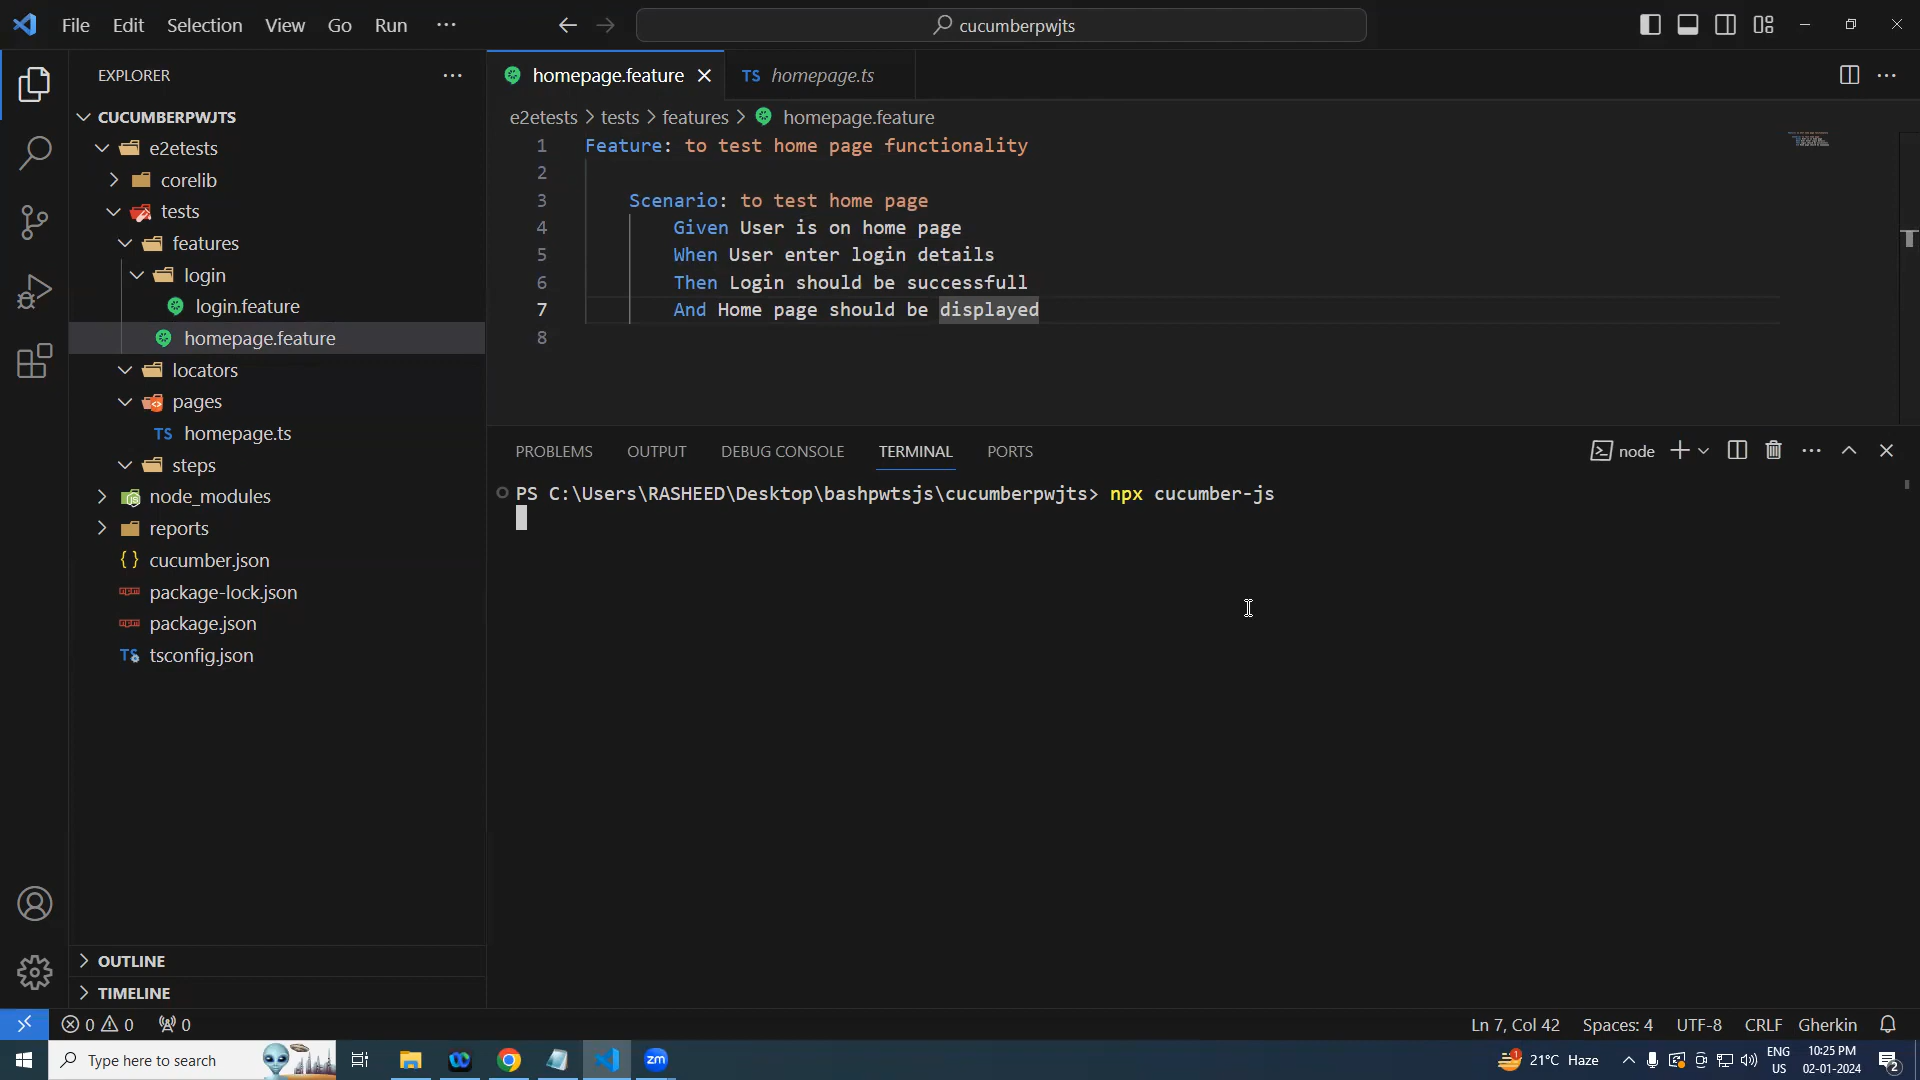 File Edit Selection View Go Run ··· cucumberpwjts
EXPLORER ···
CUCUMBERPWJTS
e2etests
corelib
tests
features
login
login.feature
homepage.feature
locators
pages
TS homepage.ts
steps
node_modules
reports
{ } cucumber.json
package-lock.json
package.json
TS tsconfig.json
OUTLINE
TIMELINE
homepage.feature TS homepage.ts
e2etests > tests > features > homepage.feature
1 Feature: to test home page functionality
2
3 Scenario: to test home page
4 Given User is on home page
5 When User enter login details
6 Then Login should be successfull
7 And Home page should be displayed
8
PROBLEMS OUTPUT DEBUG CONSOLE TERMINAL PORTS node
PS C:\Users\RASHEED\Desktop\bashpwtsjs\cucumberpwjts> npx cucumber-js
0 0 0 Ln 7, Col 42 Spaces: 4 UTF-8 CRLF Gherkin
Type here to search zm 1 21°C Haze ENG US 10:25 PM 02-01-2024 2